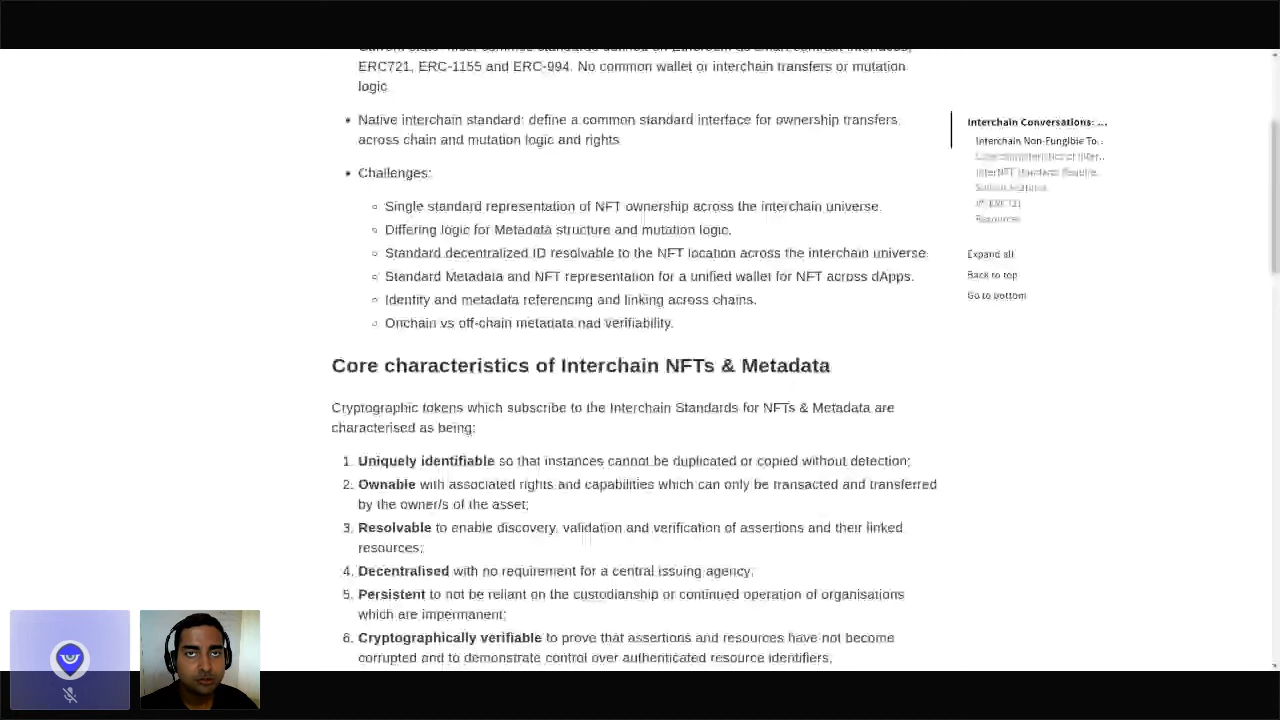 ERC721, ERC-1155 and ERC-994. No common wallet or interchain transfers or mutation
logic
Native interchain standard: define a common standard interface for ownership transfers
across chain and mutation logic and rights
Challenges:
Single standard representation of NFT ownership across the interchain universe.
Differing logic for Metadata structure and mutation logic.
Standard decentralized ID resolvable to the NFT location across the interchain universe
Standard Metadata and NFT representation for a unified wallet for NFT across dApps.
Identity and metadata referencing and linking across chains.
Onchain vs off-chain metadata nad verifiability.
Core characteristics of Interchain NFTs & Metadata
Cryptographic tokens which subscribe to the Interchain Standards for NFTs & Metadata are
characterised as being:
1. Uniquely identifiable so that instances cannot be duplicated or copied without detection;
2. Ownable with associated rights and capabilities which can only be transacted and transferred
by the owner/s of the asset;
3. Resolvable to enable discovery, validation and verification of assertions and their linked
resources;
4. Decentralised with no requirement for a central issuing agency;
5. Persistent to not be reliant on the custodianship or continued operation of organisations
which are impermanent;
6. Cryptographically verifiable to prove that assertions and resources have not become
corrupted and to demonstrate control over authenticated resource identifiers,
Interchain Conversations: ...
Interchain Non-Fungible To..
Resources
Expand all
Back to top
Go to bottom